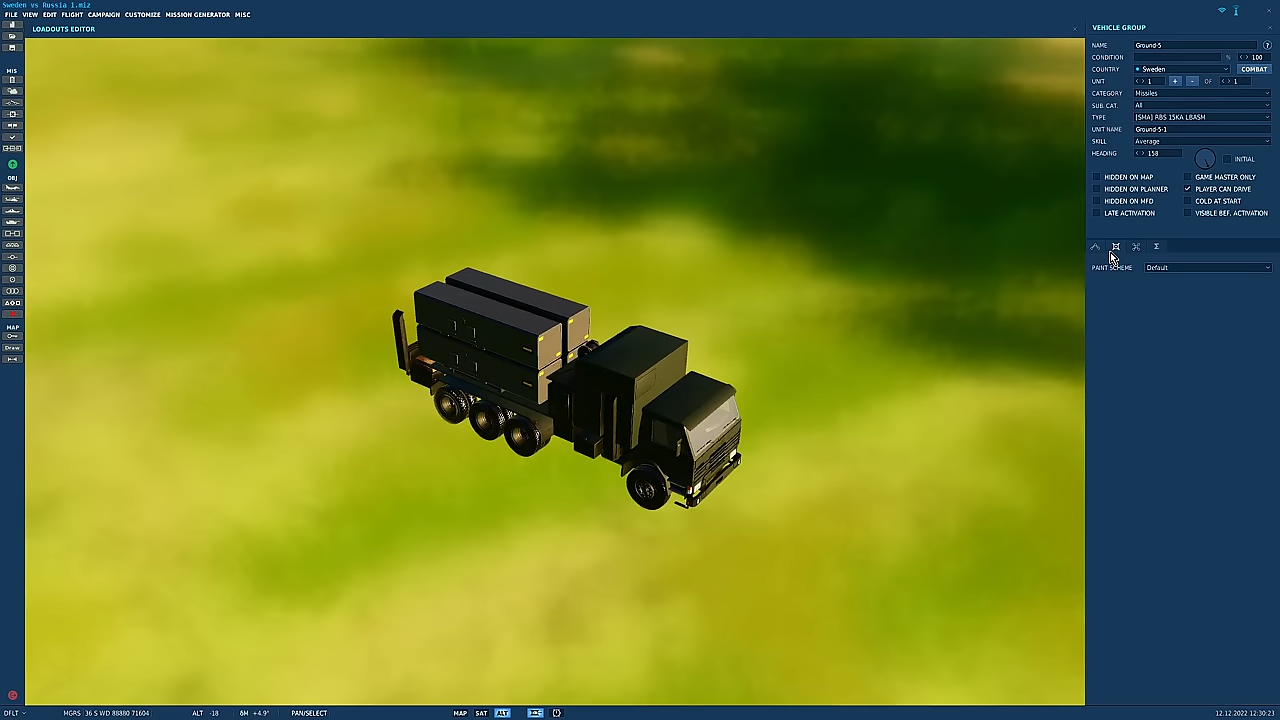 Sweden vs Russia 1.miz
FILE VIEW EDIT FLIGHT CAMPAIGN CUSTOMIZE MISSION GENERATOR MISC
LOADOUTS EDITOR
VEHICLE GROUP
NAME Ground-5 ?
CONDITION % <> 100
COUNTRY Sweden COMBAT
UNIT <> 1 + - OF <> 1
CATEGORY Missiles
SUB. CAT. All
TYPE [SMA] RBS 15KA LBASM
UNIT NAME Ground-5-1
SKILL Average
HEADING <> 158 INITIAL
HIDDEN ON MAP GAME MASTER ONLY
HIDDEN ON PLANNER PLAYER CAN DRIVE
HIDDEN ON MFD COLD AT START
LATE ACTIVATION VISIBLE BEF. ACTIVATION
PAINT SCHEME Default
MIS
OBJ
MAP
Draw
DFLT MGRS 36 S WD 88880 71604 ALT -18 δM +4.9° PAN/SELECT MAP SAT ALT 12.12.2022 12:30:23